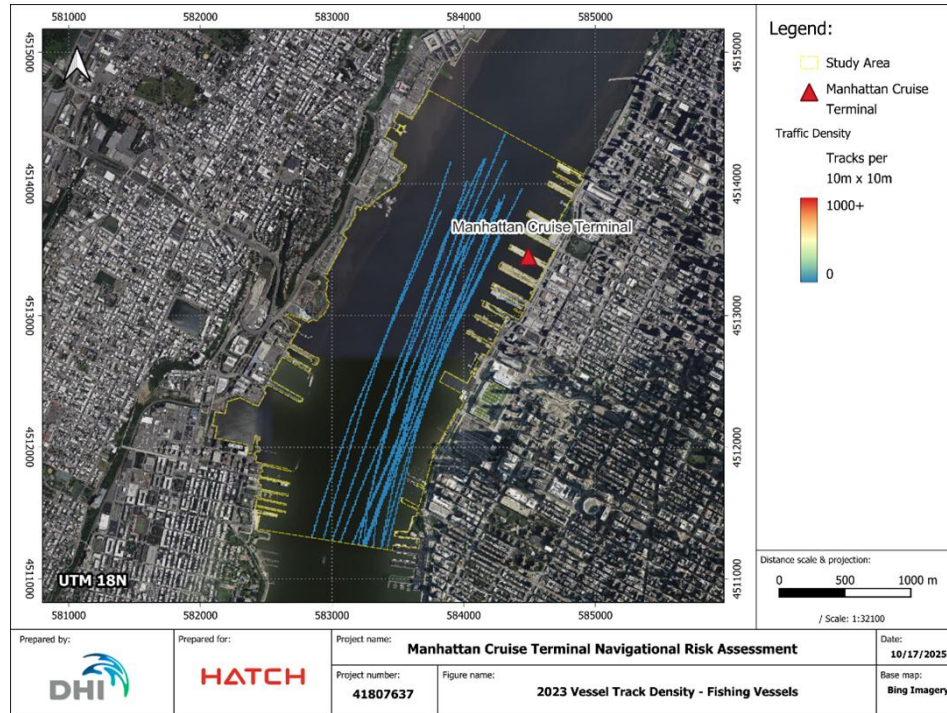 581000
582000
583000
584000
585000
4515000
4515000
4514000
4514000
4513000
4513000
4512000
4512000
4511000
4511000
Manhattan Cruise Terminal
UTM 18N
581000
582000
583000
584000
585000
Legend:
Study Area
Manhattan Cruise
Terminal
Traffic Density
Tracks per
10m x 10m
1000+
0
Distance scale & projection:
0 500 1000 m
/ Scale: 1:32100
Prepared by:
DHI
Prepared for:
HATCH
Project name:
Manhattan Cruise Terminal Navigational Risk Assessment
Project number:
41807637
Figure name:
2023 Vessel Track Density - Fishing Vessels
Date:
10/17/2025
Base map:
Bing Imagery